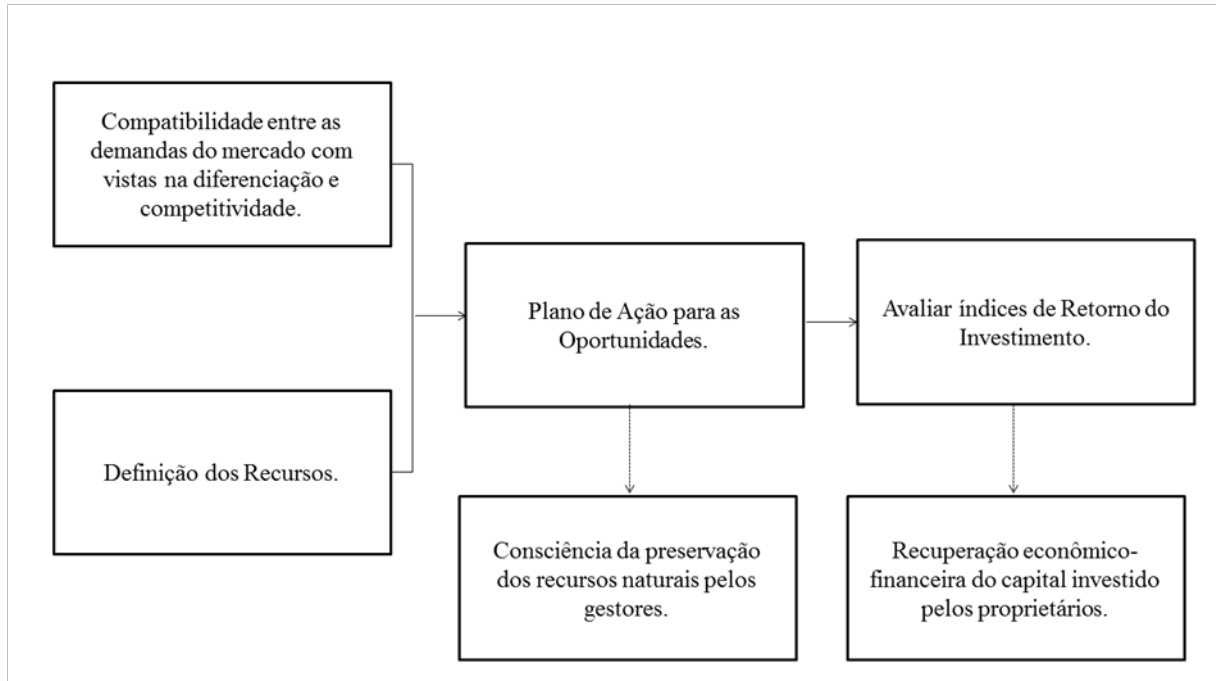 Compatibilidade entre as
demandas do mercado com
vistas na diferenciação e
competitividade.
Definição dos Recursos.
Plano de Ação para as
Oportunidades.
Avaliar índices de Retorno do
Investimento.
Consciência da preservação
dos recursos naturais pelos
gestores.
Recuperação econômico-
financeira do capital investido
pelos proprietários.